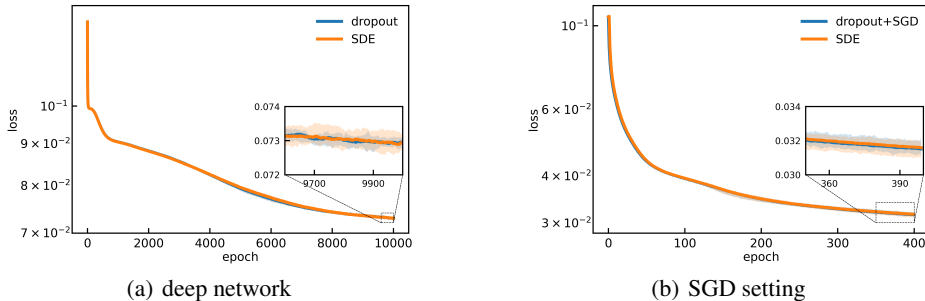 dropout
SDE
loss
10⁻¹
9 × 10⁻²
8 × 10⁻²
7 × 10⁻²
0.074
0.073
0.072
9700 9900
0 2000 4000 6000 8000 10000
epoch
(a) deep network
dropout+SGD
SDE
loss
10⁻¹
6 × 10⁻²
4 × 10⁻²
3 × 10⁻²
0.034
0.032
0.030
360 390
0 100 200 300 400
epoch
(b) SGD setting